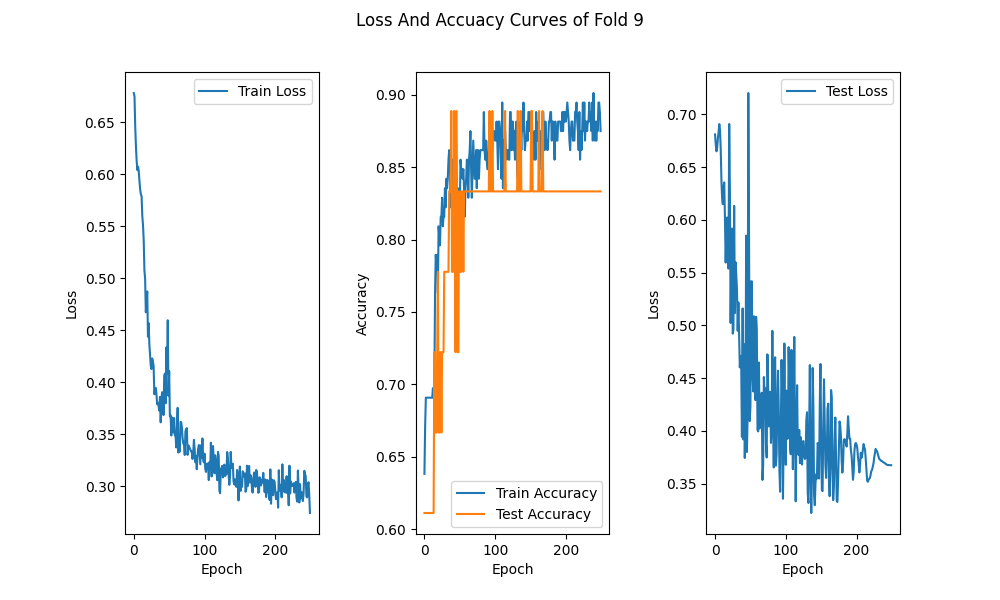 Loss And Accuacy Curves of Fold 9
Train Loss
0.65
0.60
0.55
0.50
0.45
0.40
0.35
0.30
Loss
0
100
200
Epoch
0.90
0.85
0.80
0.75
0.70
0.65
0.60
Accuracy
Train Accuracy
Test Accuracy
0
100
200
Epoch
Test Loss
0.70
0.65
0.60
0.55
0.50
0.45
0.40
0.35
Loss
0
100
200
Epoch